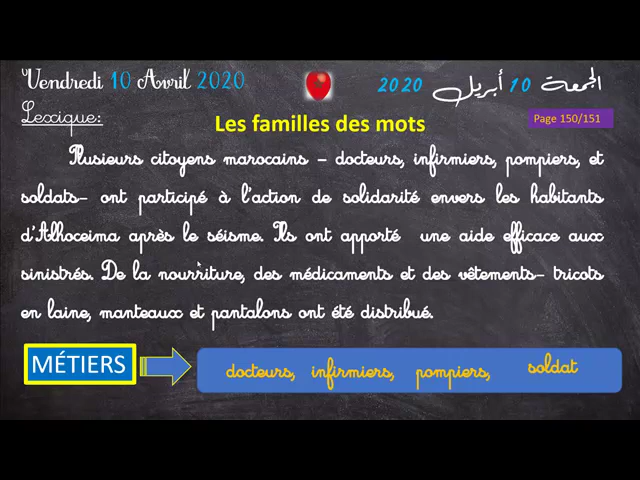 Vendredi 10 Avril 2020
الجمعة 10 أبريل 2020
Lexique:
Page 150/151
Les familles des mots
Plusieurs citoyens marocains - docteurs, infirmiers, pompiers, et
soldats- ont participé à l'action de solidarité envers les habitants
d'Alhoceima après le séisme. Ils ont apporté une aide efficace aux
sinistrés. De la nourriture, des médicaments et des vêtements- tricots
en laine, manteaux et pantalons ont été distribué.
MÉTIERS
docteurs, infirmiers, pompiers, soldat